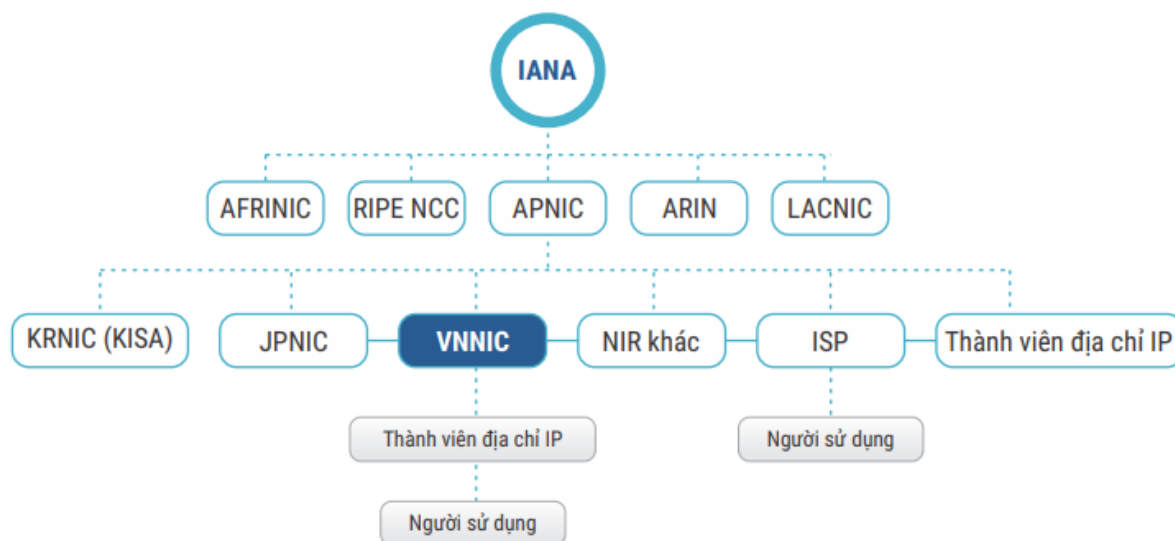 IANA
AFRINIC
RIPE NCC
APNIC
ARIN
LACNIC
KRNIC (KISA)
JPNIC
VNNIC
NIR khác
ISP
Thành viên địa chỉ IP
Thành viên địa chỉ IP
Người sử dụng
Người sử dụng